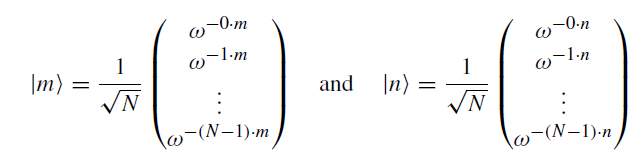 |m⟩ = 1/√N ( ω^{-0·m} ω^{-1·m} ⋮ ω^{-(N-1)·m} ) and |n⟩ = 1/√N ( ω^{-0·n} ω^{-1·n} ⋮ ω^{-(N-1)·n} )